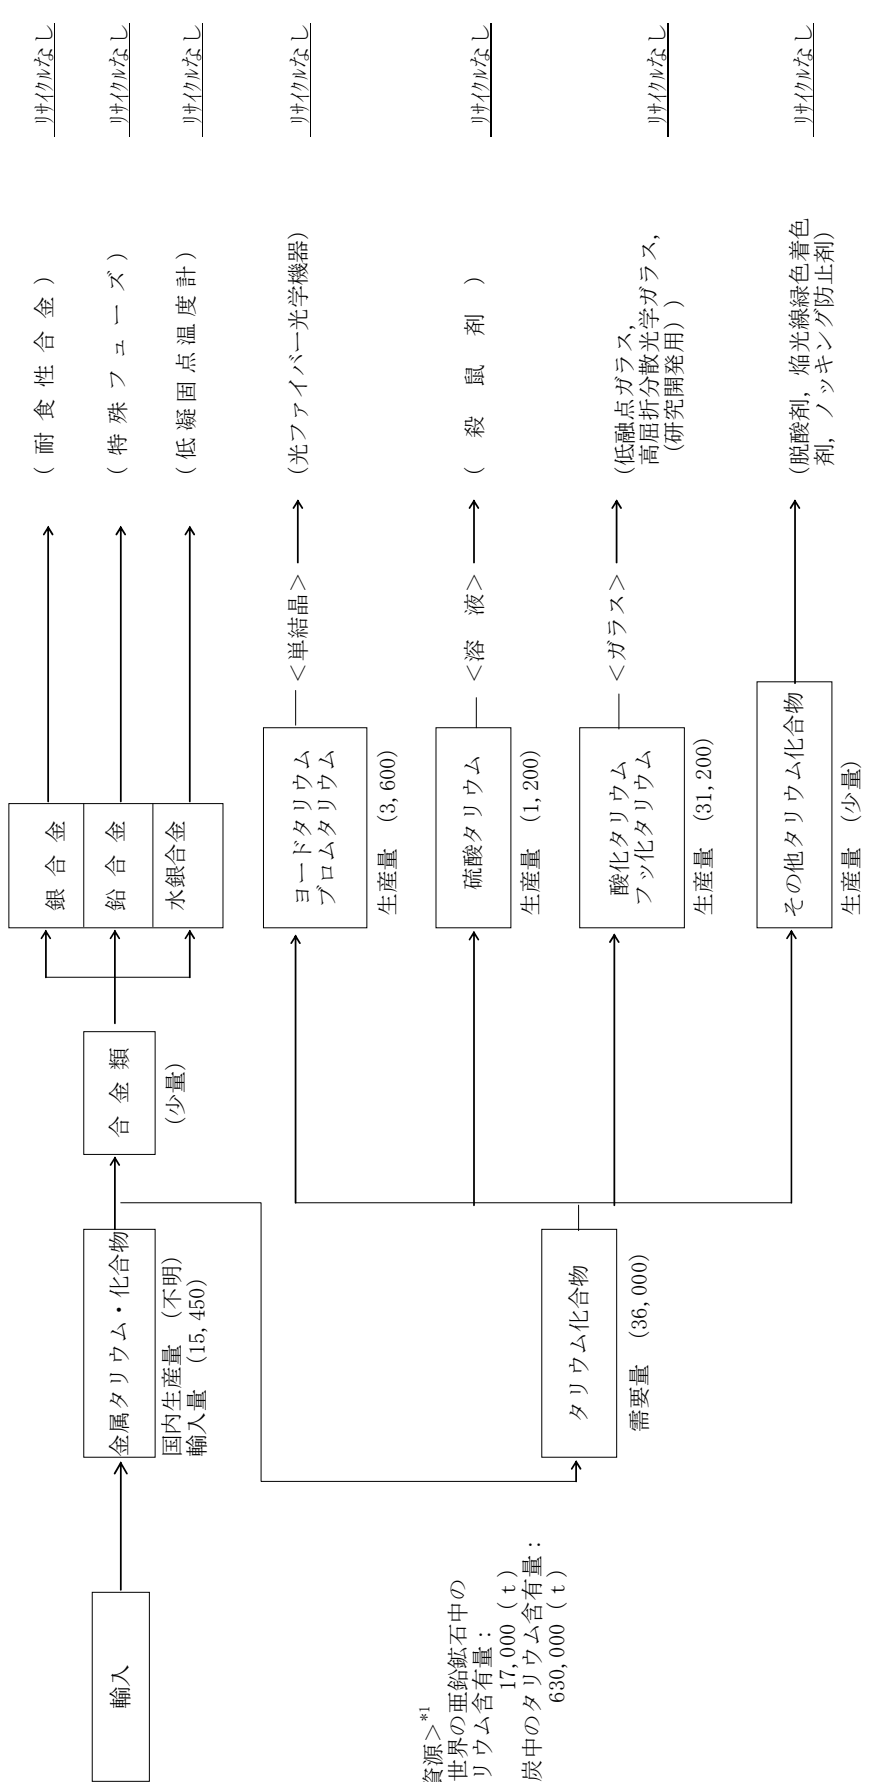 輸入
金属タリウム・化合物
国内生産量 (不明)
輸入量 (15,450)
合 金 類
(少量)
銀 合 金
鉛 合 金
水銀合金
( 耐 食 性 合 金 )
( 特 殊 フ ュ ー ズ )
( 低 凝 固 点 温 度 計 )
リサイクルなし
リサイクルなし
リサイクルなし
資源>*1
世界の亜鉛鉱石中の
リウム含有量:
17,000 ( t )
炭中のタリウム含有量:
630,000 ( t )
タリウム化合物
需要量 (36,000)
ヨードタリウム
ブロムタリウム
生産量 (3,600)
<単結晶>
(光ファイバー光学機器)
リサイクルなし
硫酸タリウム
生産量 (1,200)
<溶 液>
( 殺 鼠 剤 )
リサイクルなし
酸化タリウム
フッ化タリウム
生産量 (31,200)
<ガラス>
(低融点ガラス,
高屈折分散光学ガラス,
(研究開発用) )
リサイクルなし
その他タリウム化合物
生産量 (少量)
(脱酸剤, 焔光線緑色着色
剤, ノッキング防止剤)
リサイクルなし